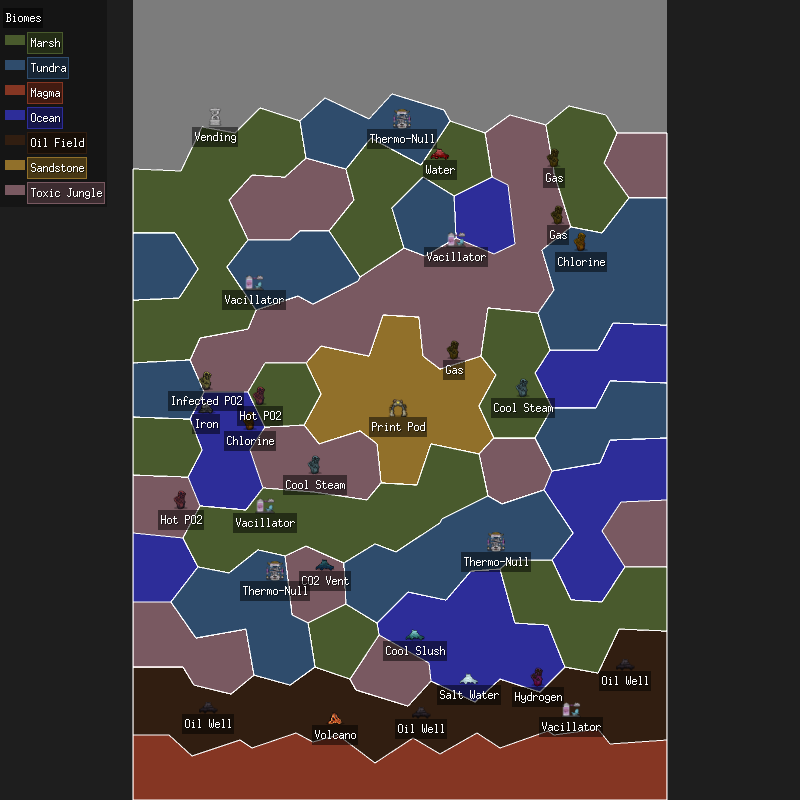 Biomes
Marsh
Tundra
Magma
Ocean
Oil Field
Sandstone
Toxic Jungle
Vending
Thermo-Null
Water
Gas
Gas
Vacillator
Chlorine
Vacillator
Gas
Infected PO2
Hot PO2
Cool Steam
Iron
Print Pod
Chlorine
Cool Steam
Hot PO2
Vacillator
Thermo-Null
CO2 Vent
Thermo-Null
Cool Slush
Oil Well
Salt Water
Hydrogen
Oil Well
Oil Well
Vacillator
Volcano